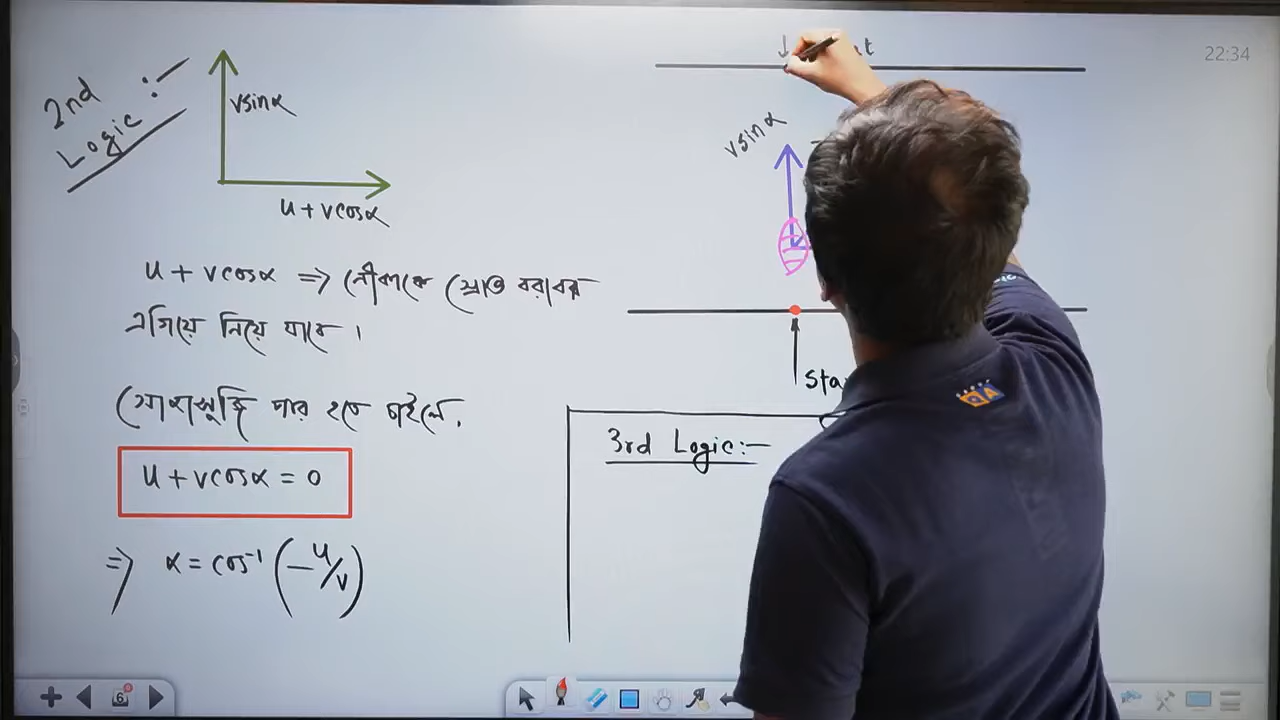 2nd
Logic :-
vsinα
u + vcosα
u + vcosα => নৌকাকে স্রোত বরাবর
এগিয়ে নিয়ে যাবে ।
সোজাসুজি পার হতে চাইলে,
u + vcosα = 0
=> α = cos⁻¹ (-u/v)
22:34
vsinα
3rd Logic:-
6